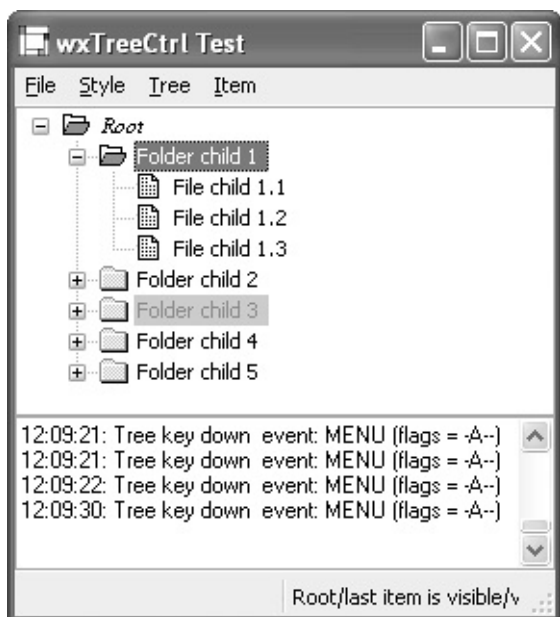 wxTreeCtrl Test
File Style Tree Item
Root
Folder child 1
File child 1.1
File child 1.2
File child 1.3
Folder child 2
Folder child 3
Folder child 4
Folder child 5
12:09:21: Tree key down event: MENU (flags = -A--)
12:09:21: Tree key down event: MENU (flags = -A--)
12:09:22: Tree key down event: MENU (flags = -A--)
12:09:30: Tree key down event: MENU (flags = -A--)
Root/last item is visible/v